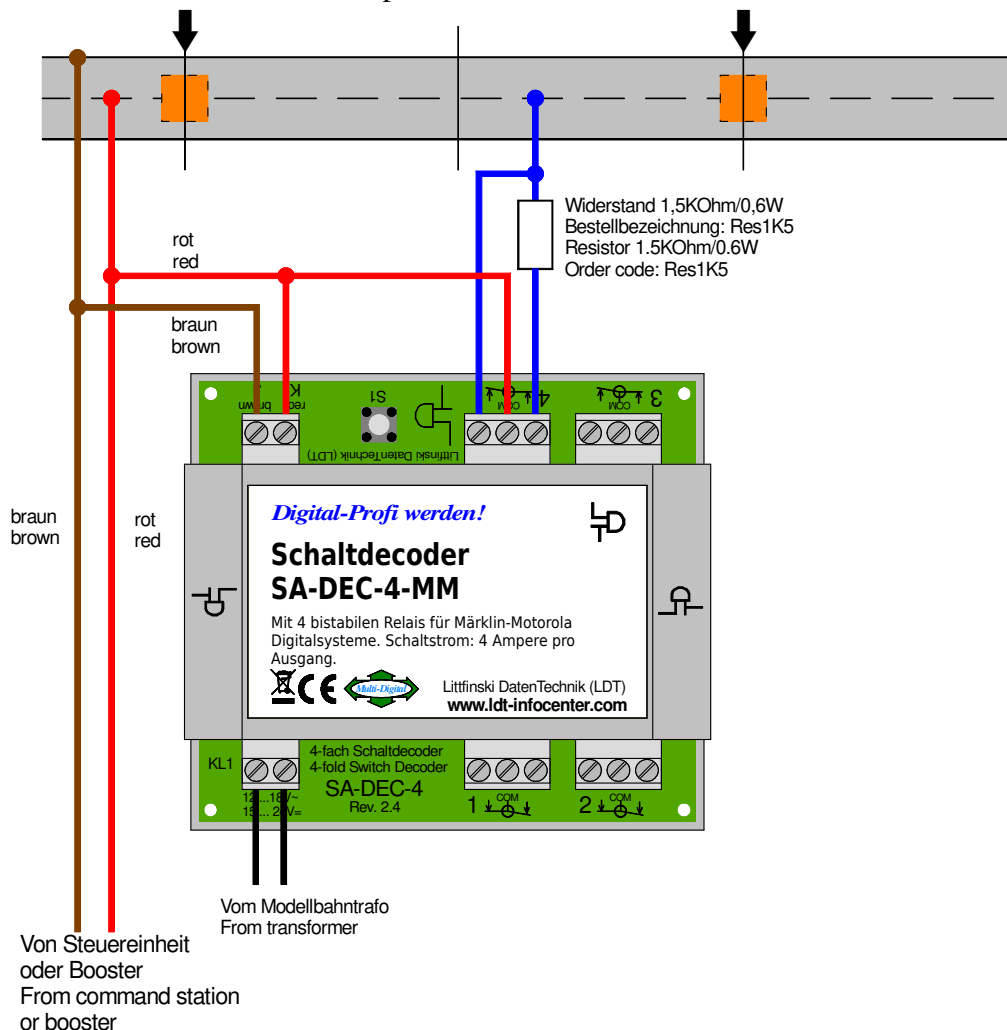 Widerstand 1,5KOhm/0,6W
Bestellbezeichnung: Res1K5
Resistor 1.5KOhm/0.6W
Order code: Res1K5
rot
red
braun
brown
braun
brown
rot
red
brown
red
K
S1
Littfinski DatenTechnik (LDT)
COM
4
COM
3
Digital-Profi werden!
Schaltdecoder
SA-DEC-4-MM
Mit 4 bistabilen Relais für Märklin-Motorola
Digitalsysteme. Schaltstrom: 4 Ampere pro
Ausgang.
CE
Multi-Digital
Littfinski DatenTechnik (LDT)
www.ldt-infocenter.com
KL1
4-fach Schaltdecoder
4-fold Switch Decoder
SA-DEC-4
Rev. 2.4
1
COM
2
COM
Vom Modellbahntrafo
From transformer
Von Steuereinheit
oder Booster
From command station
or booster